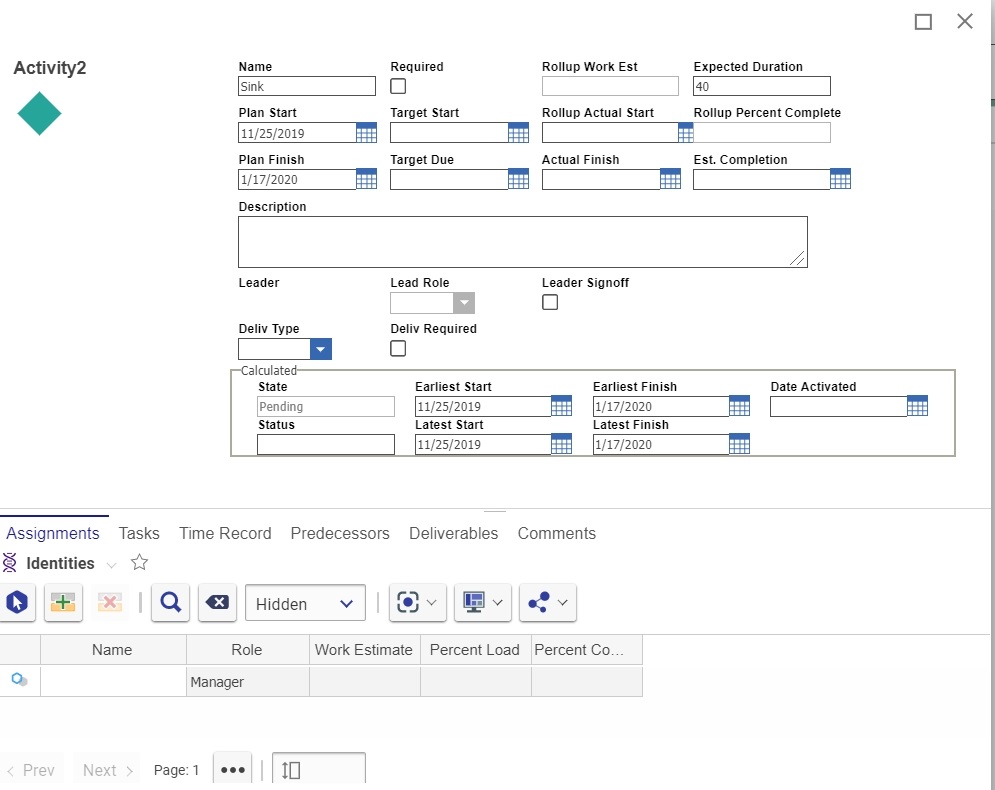 Activity2
Name Required Rollup Work Est Expected Duration
Sink 40
Plan Start Target Start Rollup Actual Start Rollup Percent Complete
11/25/2019
Plan Finish Target Due Actual Finish Est. Completion
1/17/2020
Description
Leader Lead Role Leader Signoff
Deliv Type Deliv Required
Calculated
State Earliest Start Earliest Finish Date Activated
Pending 11/25/2019 1/17/2020
Status Latest Start Latest Finish
11/25/2019 1/17/2020
Assignments Tasks Time Record Predecessors Deliverables Comments
Identities
Hidden
Name Role Work Estimate Percent Load Percent Co...
Manager
Prev Next Page: 1